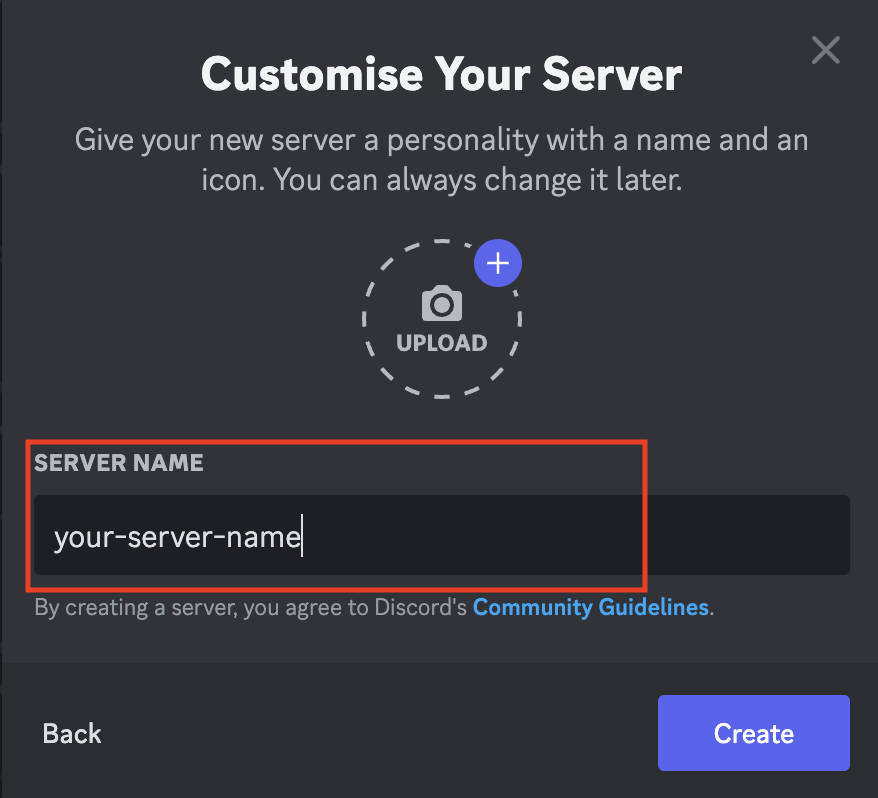 Customise Your Server
Give your new server a personality with a name and an
icon. You can always change it later.
UPLOAD
SERVER NAME
your-server-name
By creating a server, you agree to Discord's Community Guidelines.
Back
Create